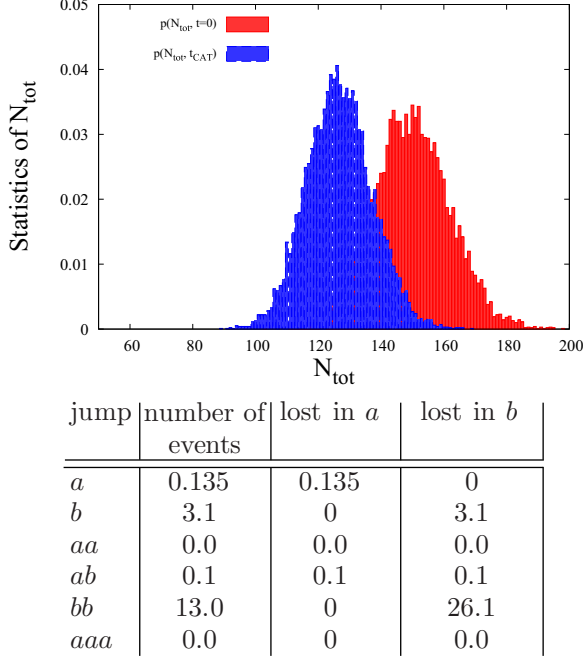 p(N_tot, t=0)
p(N_tot, t_CAT)
Statistics of N_tot
0.05
0.04
0.03
0.02
0.01
0
60 80 100 120 140 160 180 200
N_tot
jump number of events lost in a lost in b
a 0.135 0.135 0
b 3.1 0 3.1
aa 0.0 0.0 0.0
ab 0.1 0.1 0.1
bb 13.0 0 26.1
aaa 0.0 0 0.0